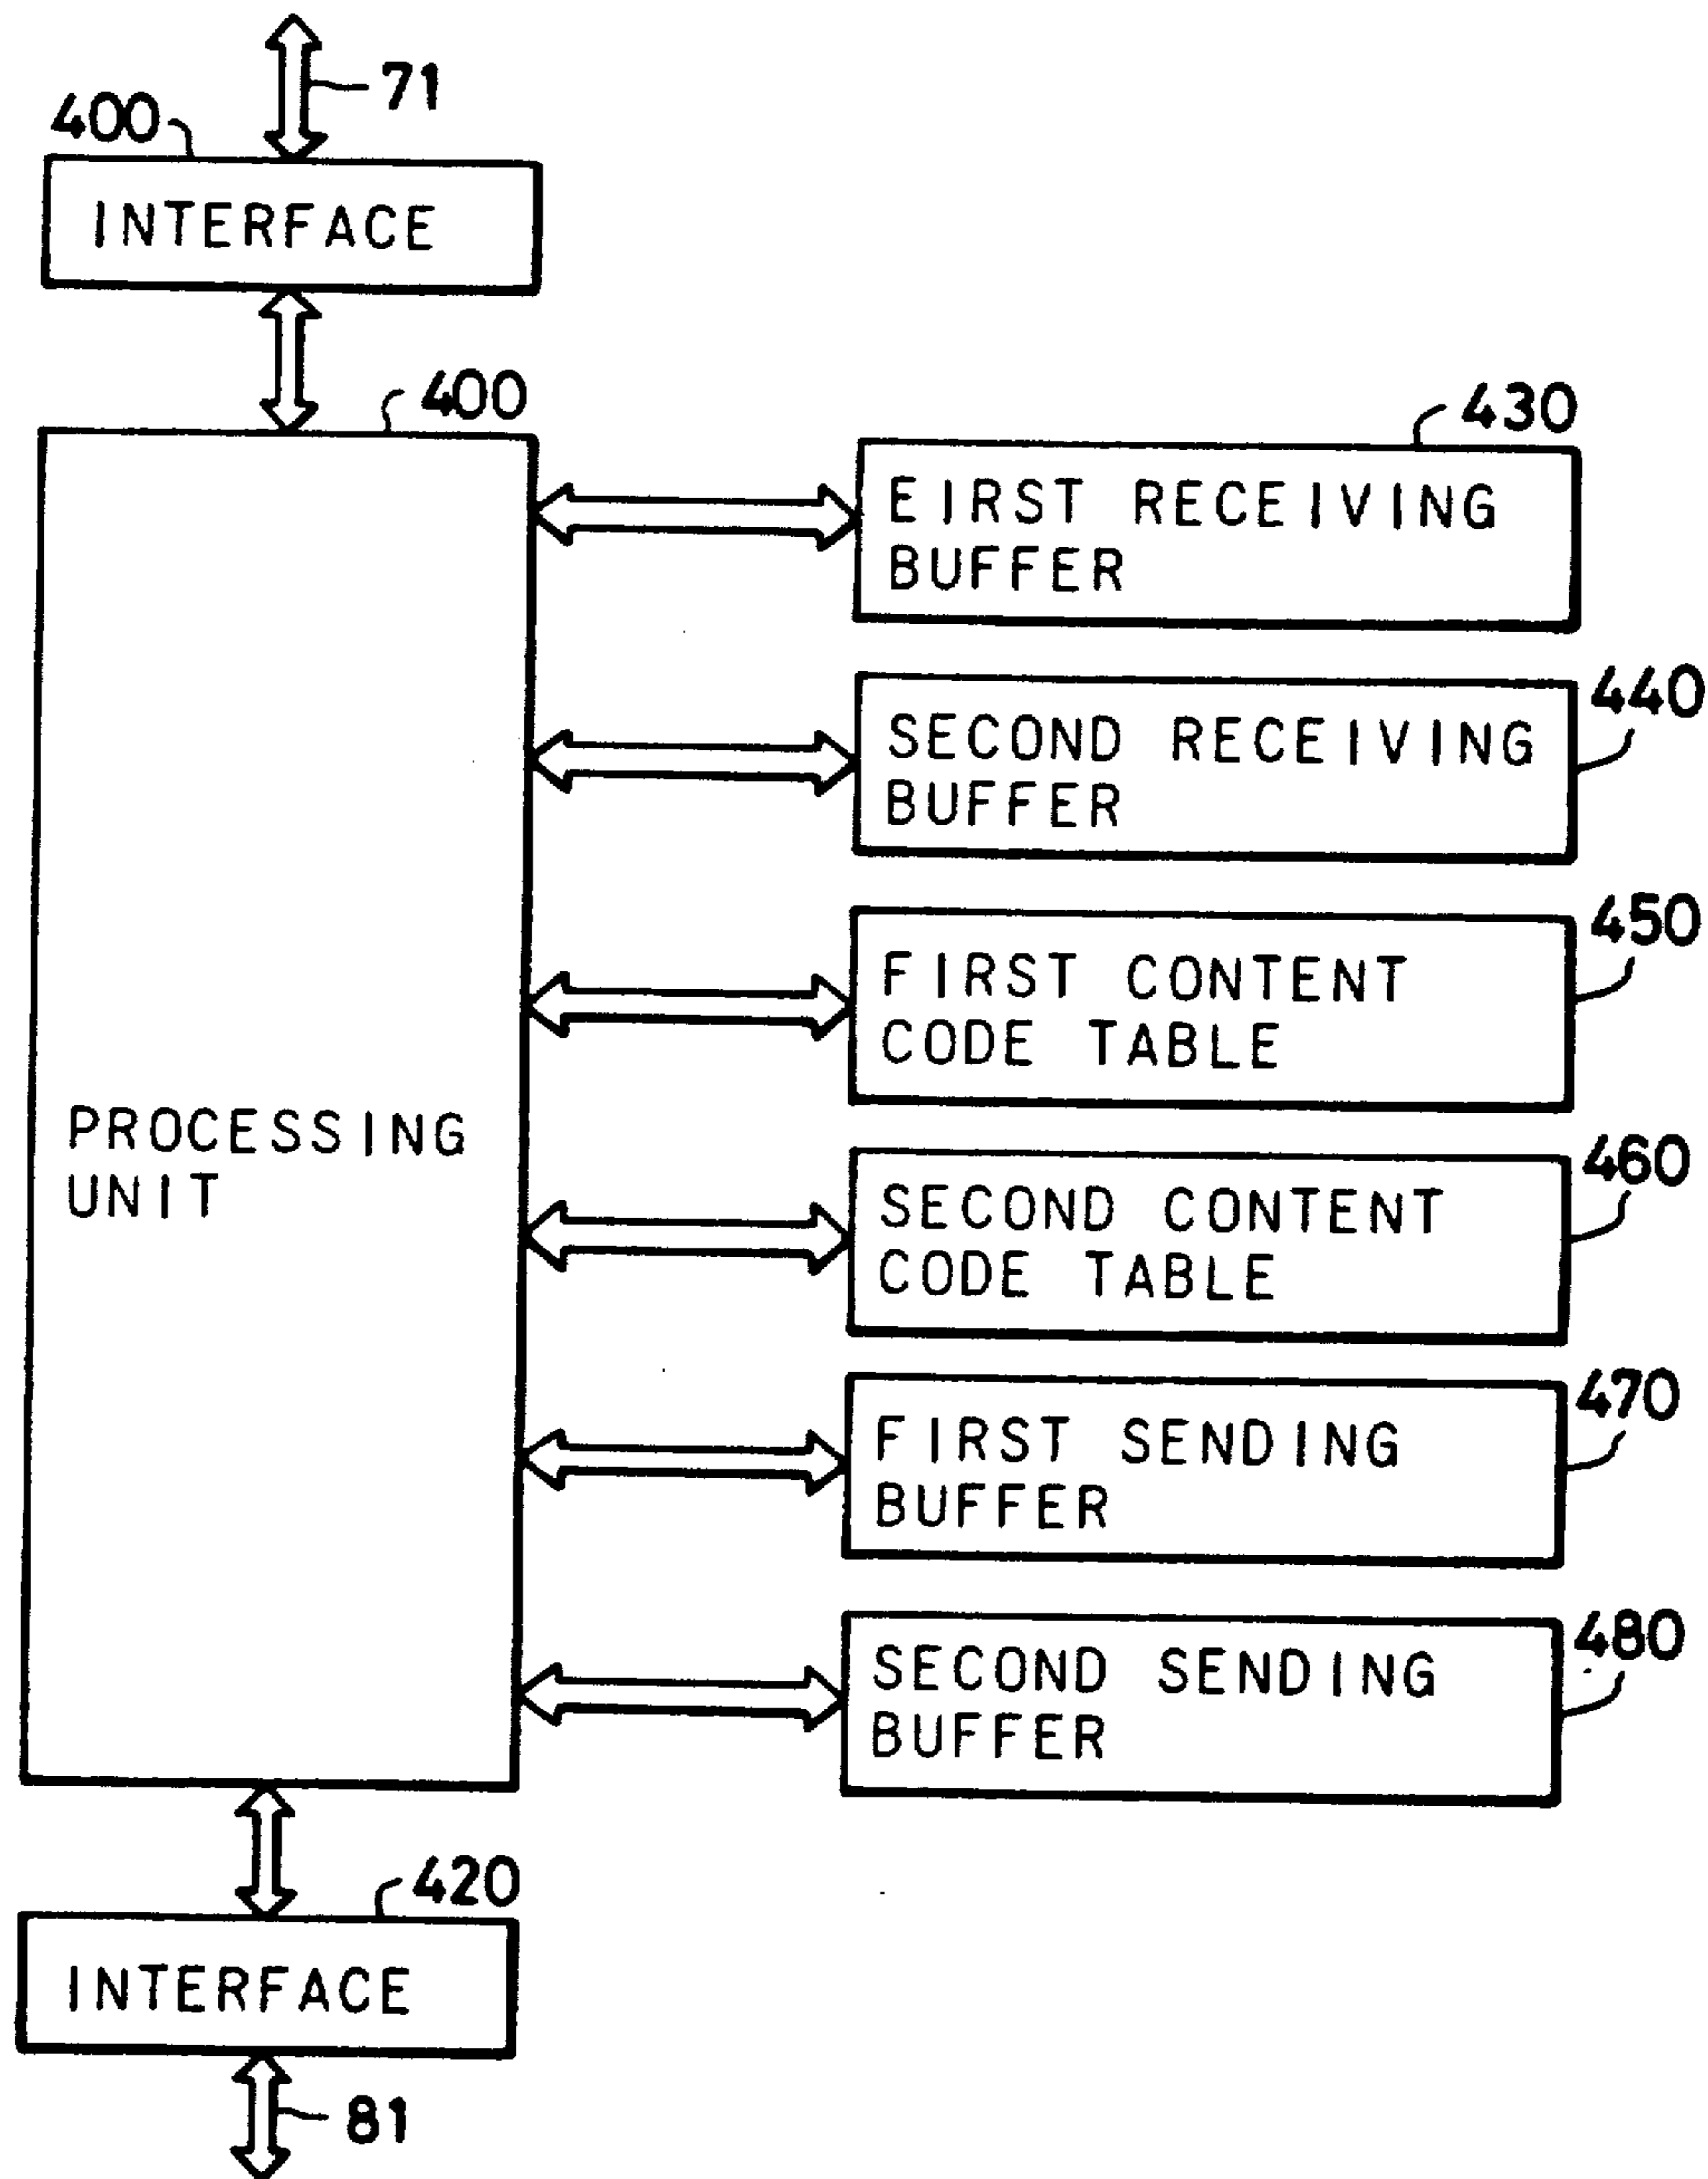 71
400
INTERFACE
400
430
EIRST RECEIVING
BUFFER
440
SECOND RECEIVING
BUFFER
450
FIRST CONTENT
CODE TABLE
PROCESSING
UNIT
460
SECOND CONTENT
CODE TABLE
470
FIRST SENDING
BUFFER
480
SECOND SENDING
BUFFER
420
INTERFACE
81